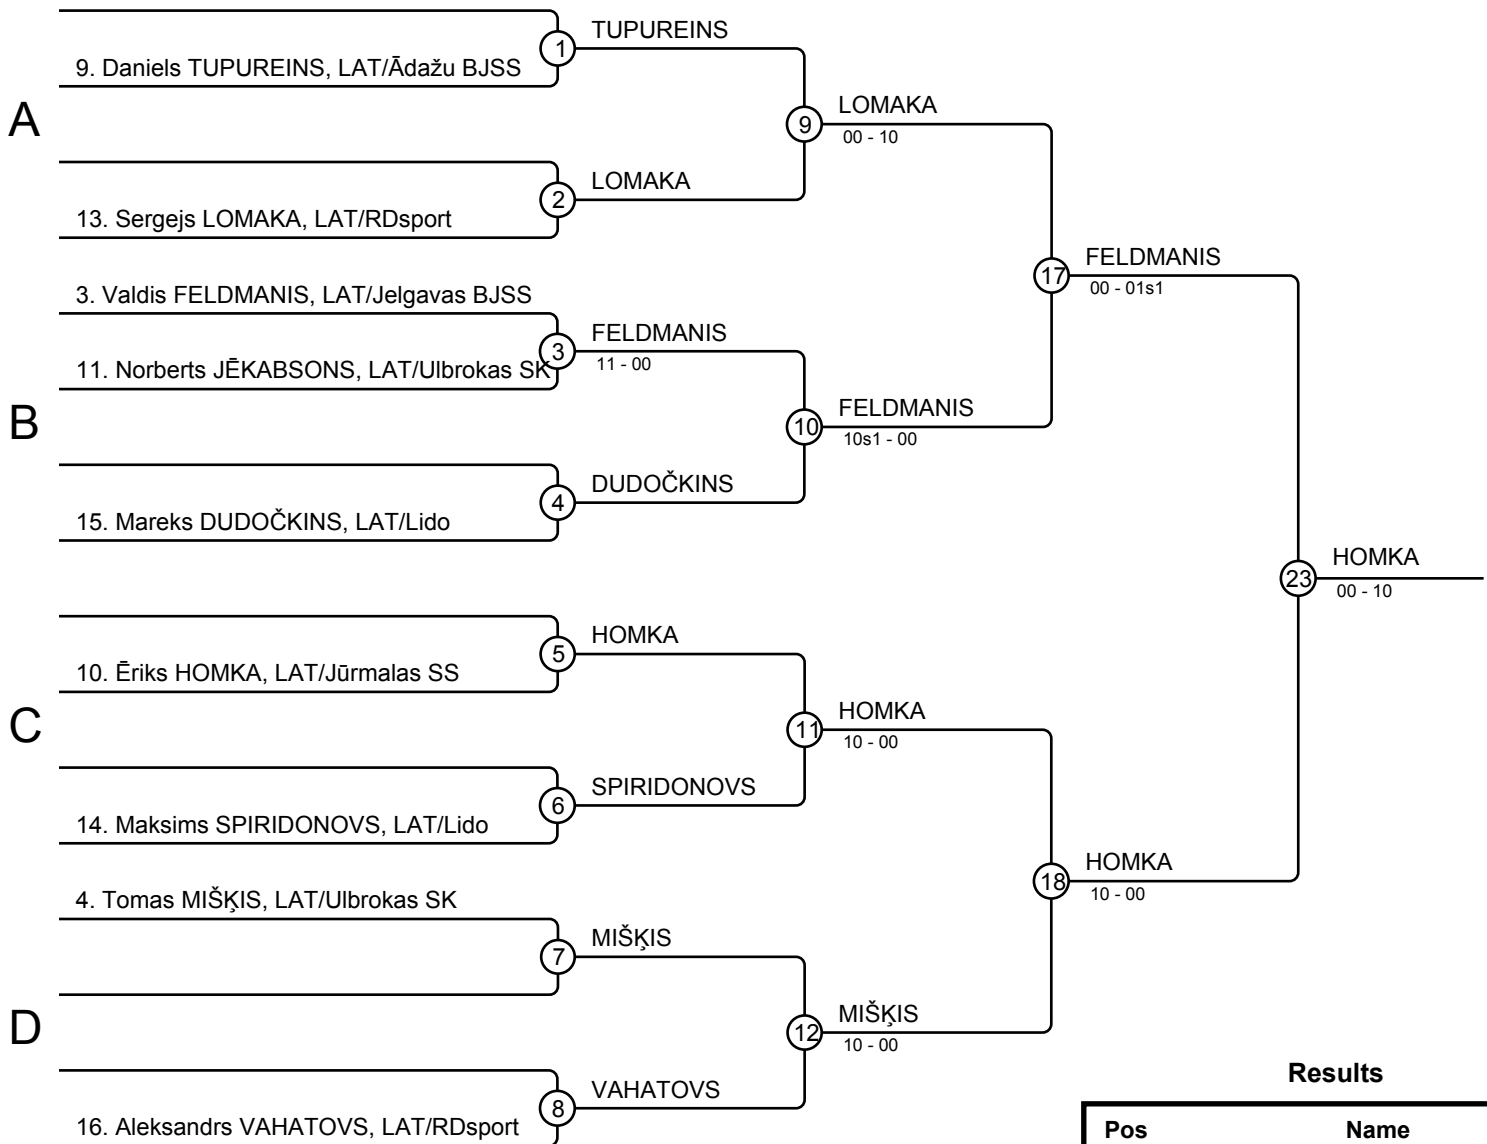 TUPUREINS
1
9. Daniels TUPUREINS, LAT/Ādažu BJSS
A
LOMAKA
9
00 - 10
LOMAKA
2
13. Sergejs LOMAKA, LAT/RDsport
FELDMANIS
17
00 - 01s1
3. Valdis FELDMANIS, LAT/Jelgavas BJSS
FELDMANIS
3
11 - 00
11. Norberts JĒKABSONS, LAT/Ulbrokas SK
B
FELDMANIS
10
10s1 - 00
DUDOČKINS
4
15. Mareks DUDOČKINS, LAT/Lido
HOMKA
23
00 - 10
HOMKA
5
10. Ēriks HOMKA, LAT/Jūrmalas SS
C
HOMKA
11
10 - 00
SPIRIDONOVS
6
14. Maksims SPIRIDONOVS, LAT/Lido
HOMKA
18
10 - 00
4. Tomas MIŠĶIS, LAT/Ulbrokas SK
MIŠĶIS
7
D
MIŠĶIS
12
10 - 00
VAHATOVS
8
16. Aleksandrs VAHATOVS, LAT/RDsport
Results
Pos Name